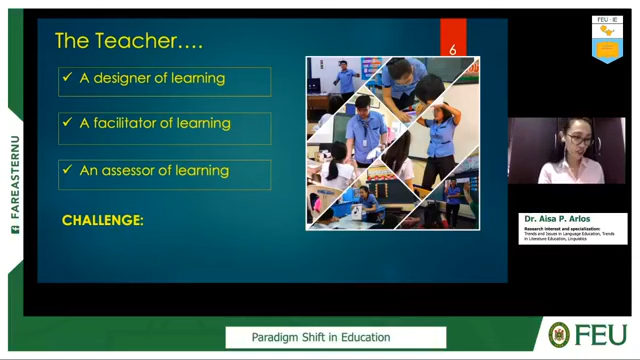 The Teacher….
6
✓ A designer of learning
✓ A facilitator of learning
✓ An assessor of learning
CHALLENGE:
FEU - IE
FAREASTERNU
Dr. Aisa P. Arlos
Research interest and specialization:
Trends and Issues in Language Education, Trends
in Literature Education, Linguistics
Paradigm Shift in Education
FEU